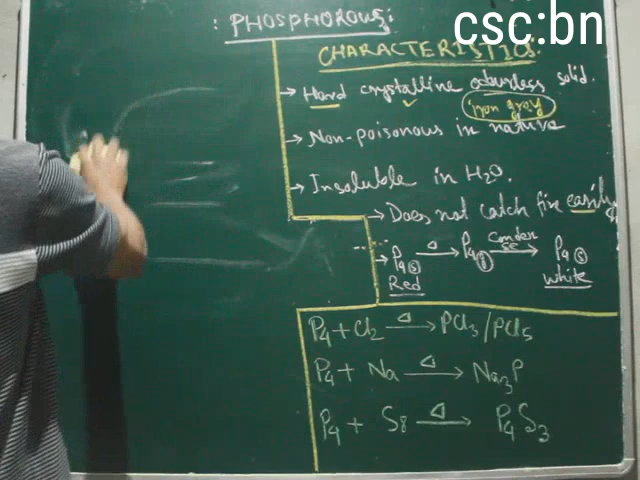 csc:bn
: PHOSPHOROUS:
CHARACTERISTICS:
→ Hard crystalline odourless solid.
iron grey
→ Non-poisonous in nature
→ Insoluble in H2O.
→ Does not catch fire easily
→ P4(s) Δ→ P4(g) Conden se → P4(s)
Red White
P4 + Cl2 Δ→ PCl3/PCl5
P4 + Na Δ→ Na3P
P4 + S8 Δ→ P4S3